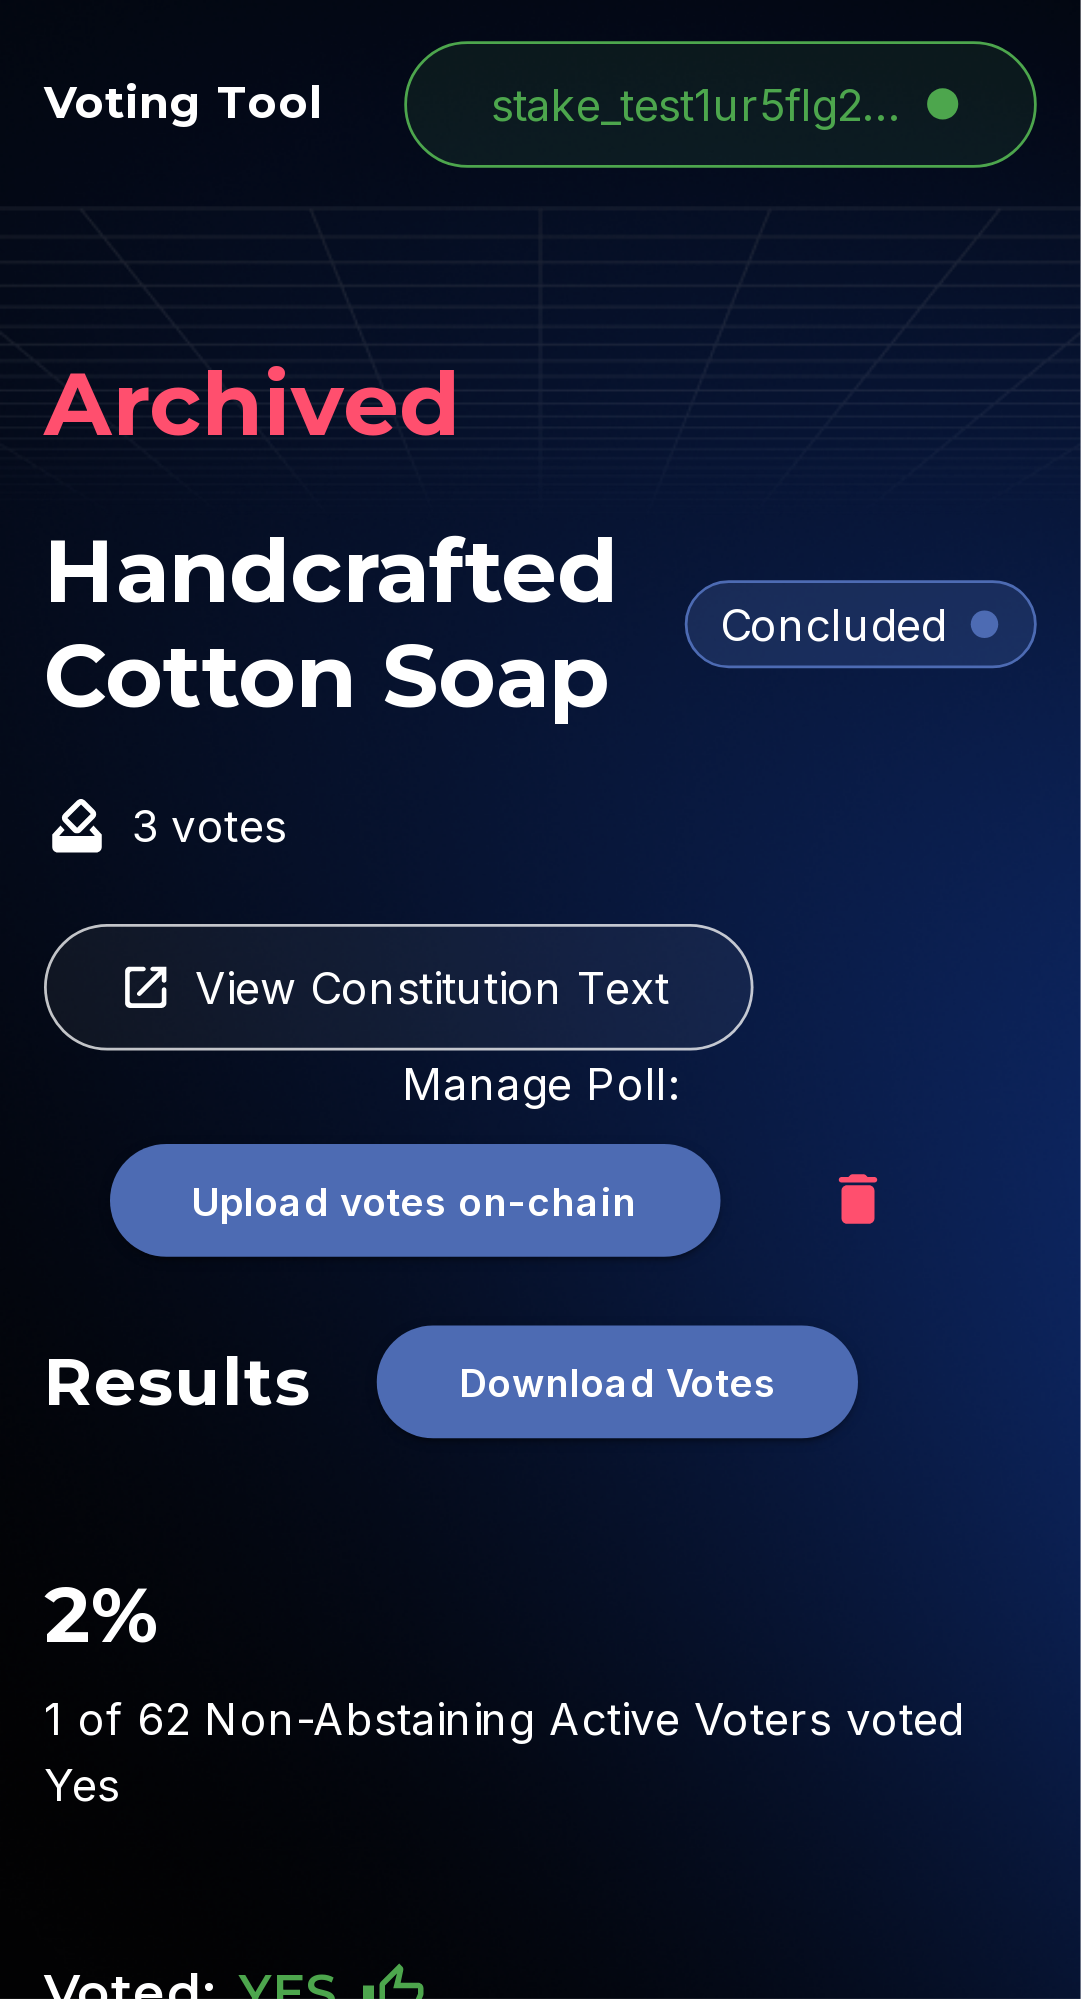 Voting Tool
stake_test1ur5flg2...
Archived
Handcrafted
Cotton Soap
Concluded
3 votes
View Constitution Text
Manage Poll:
Upload votes on-chain
Results
Download Votes
2%
1 of 62 Non-Abstaining Active Voters voted
Yes
Voted: YES